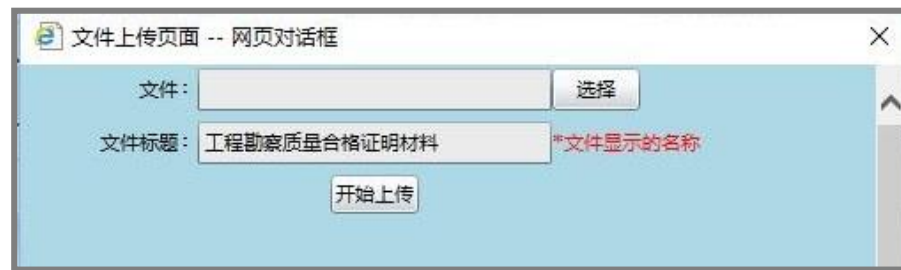 文件上传页面 -- 网页对话框
文件： 选择
文件标题： 工程勘察质量合格证明材料 *文件显示的名称
开始上传